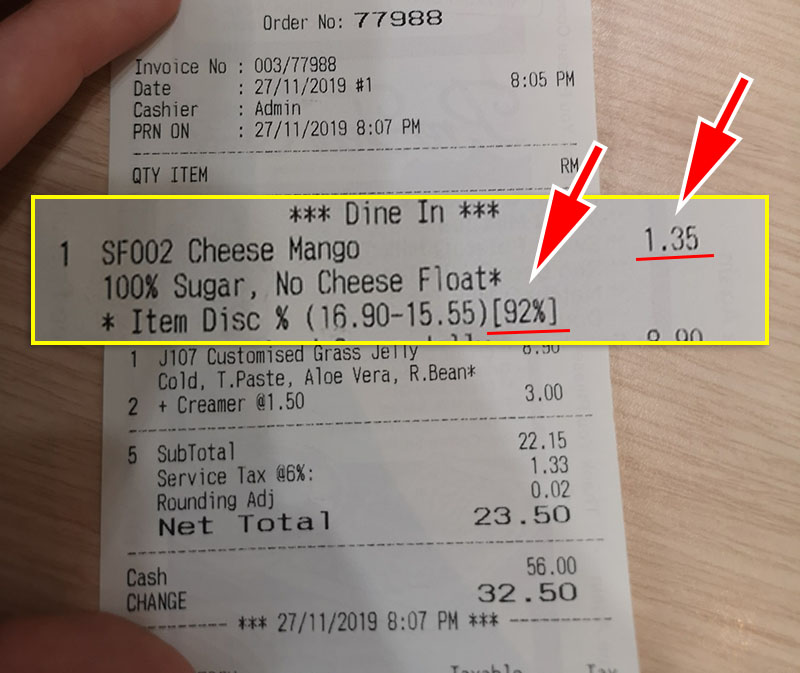 Order No: 77988
Invoice No : 003/77988
Date : 27/11/2019 #1 8:05 PM
Cashier : Admin
PRN ON : 27/11/2019 8:07 PM
QTY ITEM RM
*** Dine In ***
1 SF002 Cheese Mango 1.35
100% Sugar, No Cheese Float*
* Item Disc % (16.90-15.55)[92%]
1 J107 Customised Grass Jelly
Cold, T.Paste, Aloe Vera, R.Bean*
2 + Creamer @1.50 3.00
5 SubTotal 22.15
Service Tax @6%: 1.33
Rounding Adj 0.02
Net Total 23.50
Cash 56.00
CHANGE 32.50
*** 27/11/2019 8:07 PM ***